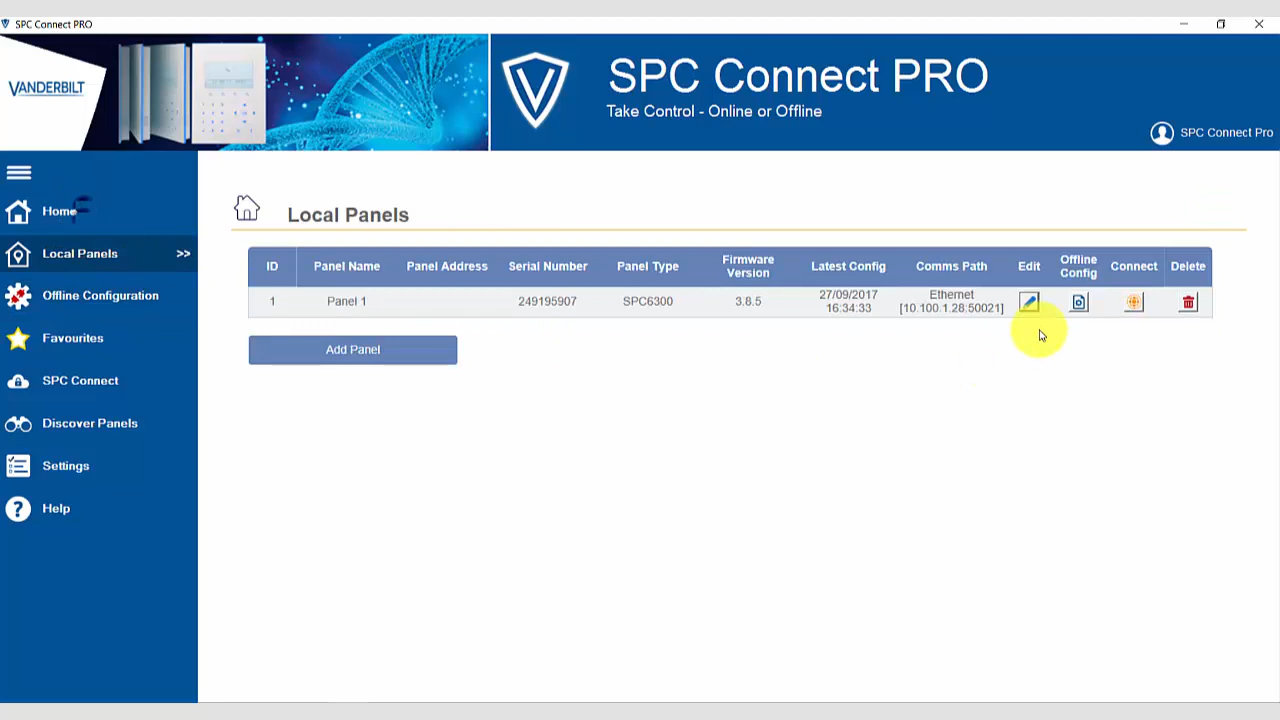 SPC Connect PRO
VANDERBILT
SPC Connect PRO
Take Control - Online or Offline
SPC Connect Pro
Home
Local Panels >>
Offline Configuration
Favourites
SPC Connect
Discover Panels
Settings
Help
Local Panels
ID Panel Name Panel Address Serial Number Panel Type Firmware Version Latest Config Comms Path Edit Offline Config Connect Delete
1 Panel 1 249195907 SPC6300 3.8.5 27/09/2017 16:34:33 Ethernet [10.100.1.28:50021]
Add Panel